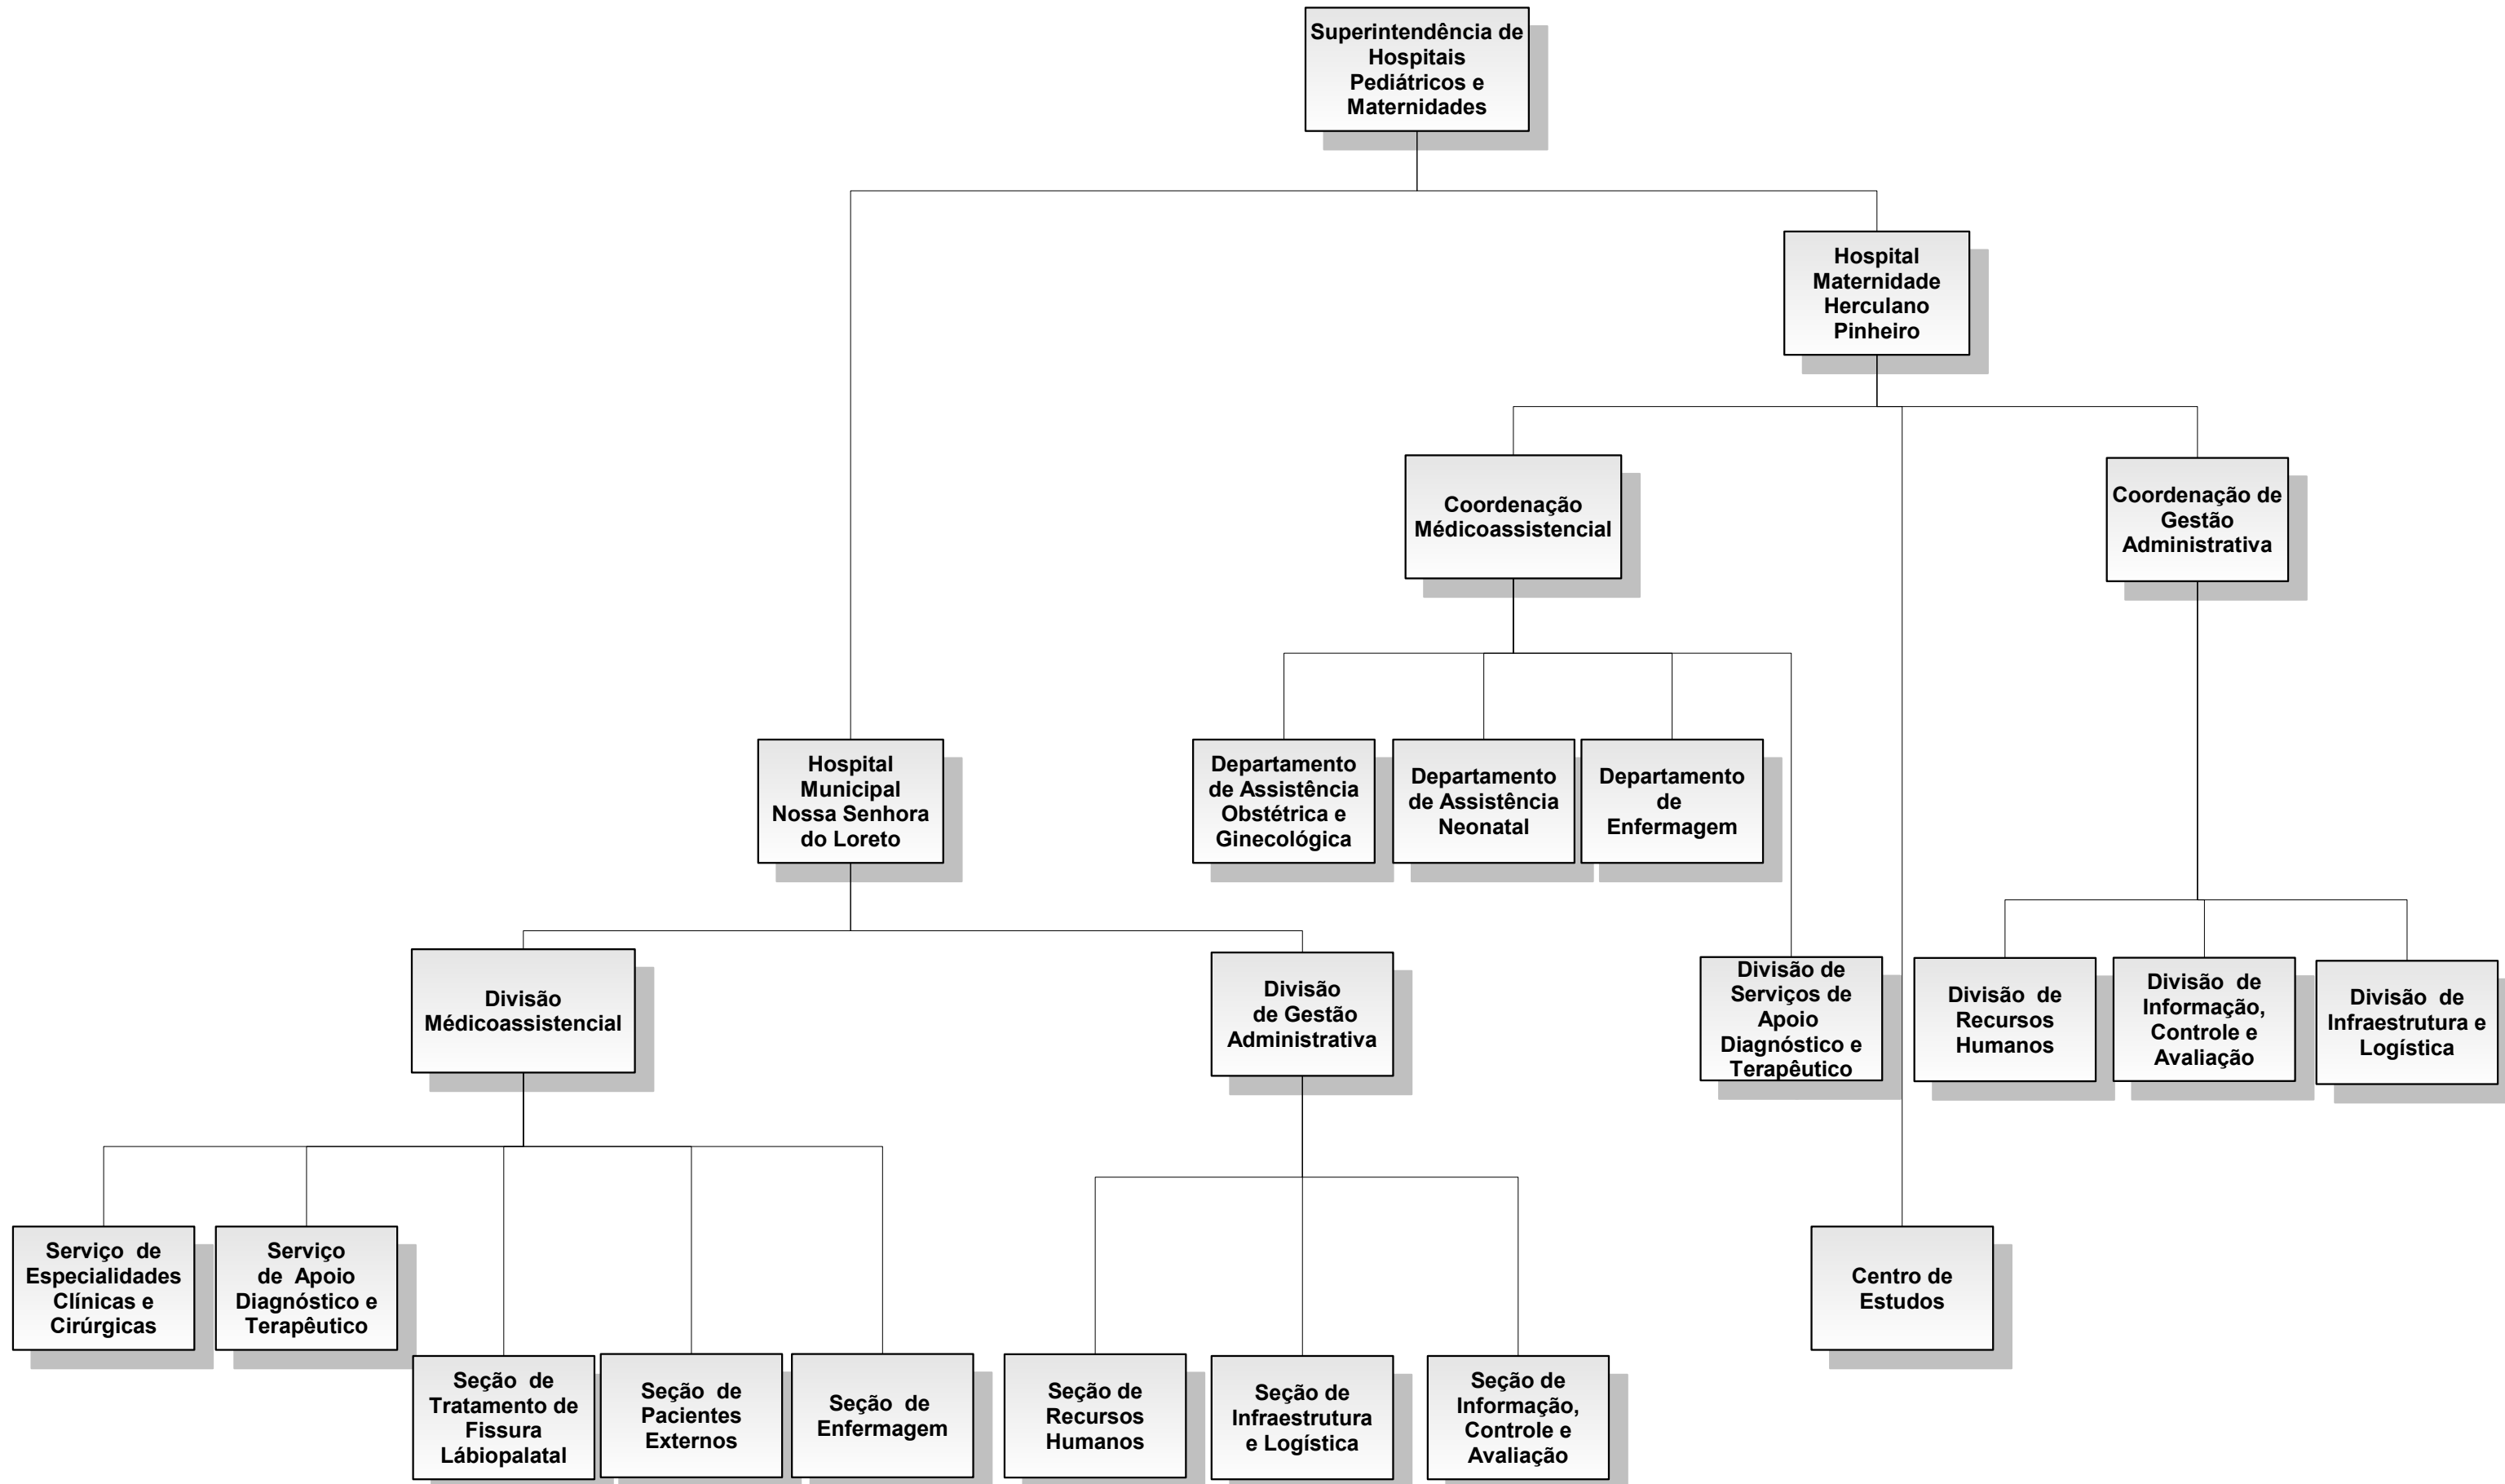 Superintendência de
Hospitais
Pediátricos e
Maternidades
Hospital
Maternidade
Herculano
Pinheiro
Coordenação
Médicoassistencial
Coordenação de
Gestão
Administrativa
Hospital
Municipal
Nossa Senhora
do Loreto
Departamento
de Assistência
Obstétrica e
Ginecológica
Departamento
de Assistência
Neonatal
Departamento
de
Enfermagem
Divisão
Médicoassistencial
Divisão
de Gestão
Administrativa
Divisão de
Serviços de
Apoio
Diagnóstico e
Terapêutico
Divisão de
Recursos
Humanos
Divisão de
Informação,
Controle e
Avaliação
Divisão de
Infraestrutura e
Logística
Serviço de
Especialidades
Clínicas e
Cirúrgicas
Serviço
de Apoio
Diagnóstico e
Terapêutico
Centro de
Estudos
Seção de
Tratamento de
Fissura
Lábiopalatal
Seção de
Pacientes
Externos
Seção de
Enfermagem
Seção de
Recursos
Humanos
Seção de
Infraestrutura
e Logística
Seção de
Informação,
Controle e
Avaliação